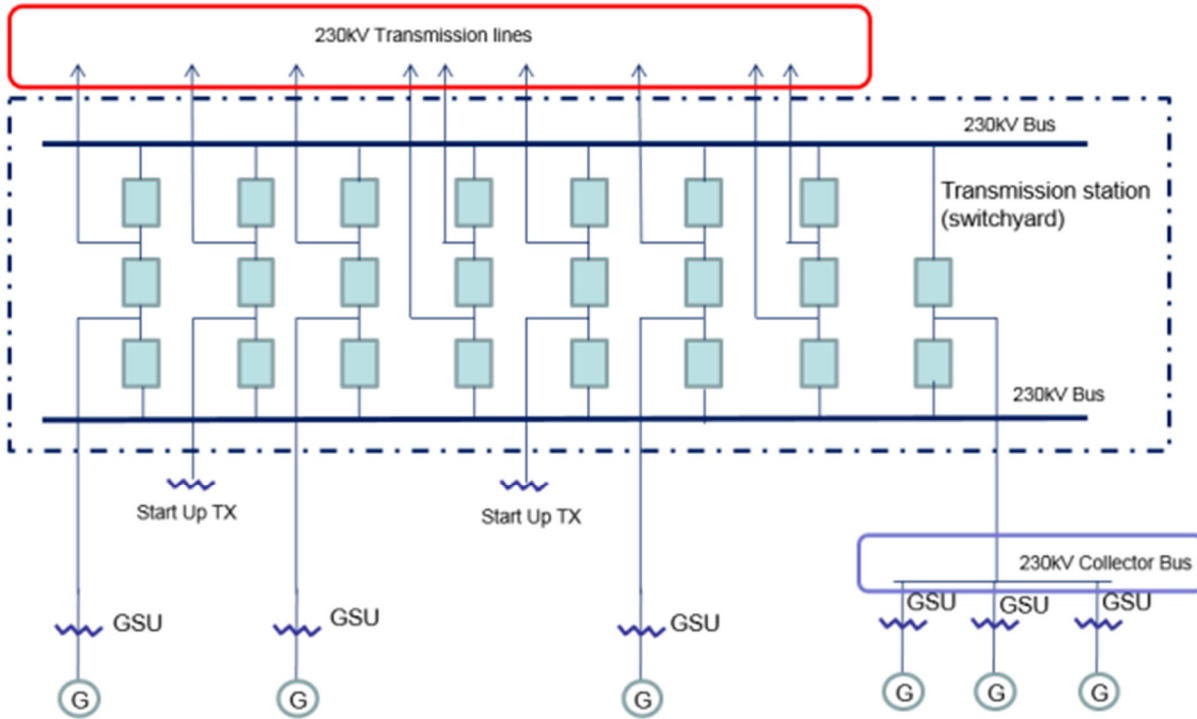 230kV Transmission lines
230kV Bus
Transmission station
(switchyard)
230kV Bus
Start Up TX
Start Up TX
230kV Collector Bus
GSU
GSU
GSU
GSU
GSU
GSU
G
G
G
G
G
G